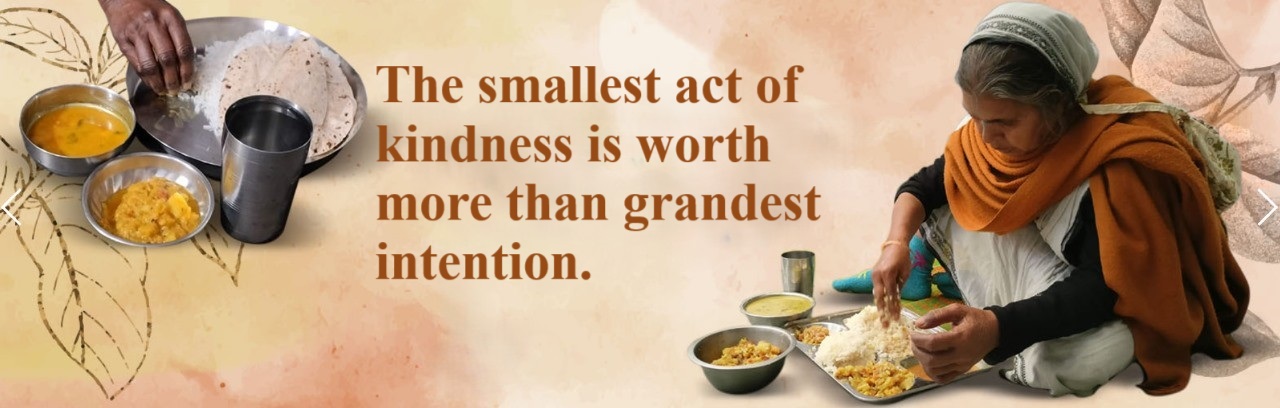 The smallest act of
kindness is worth
more than grandest
intention.